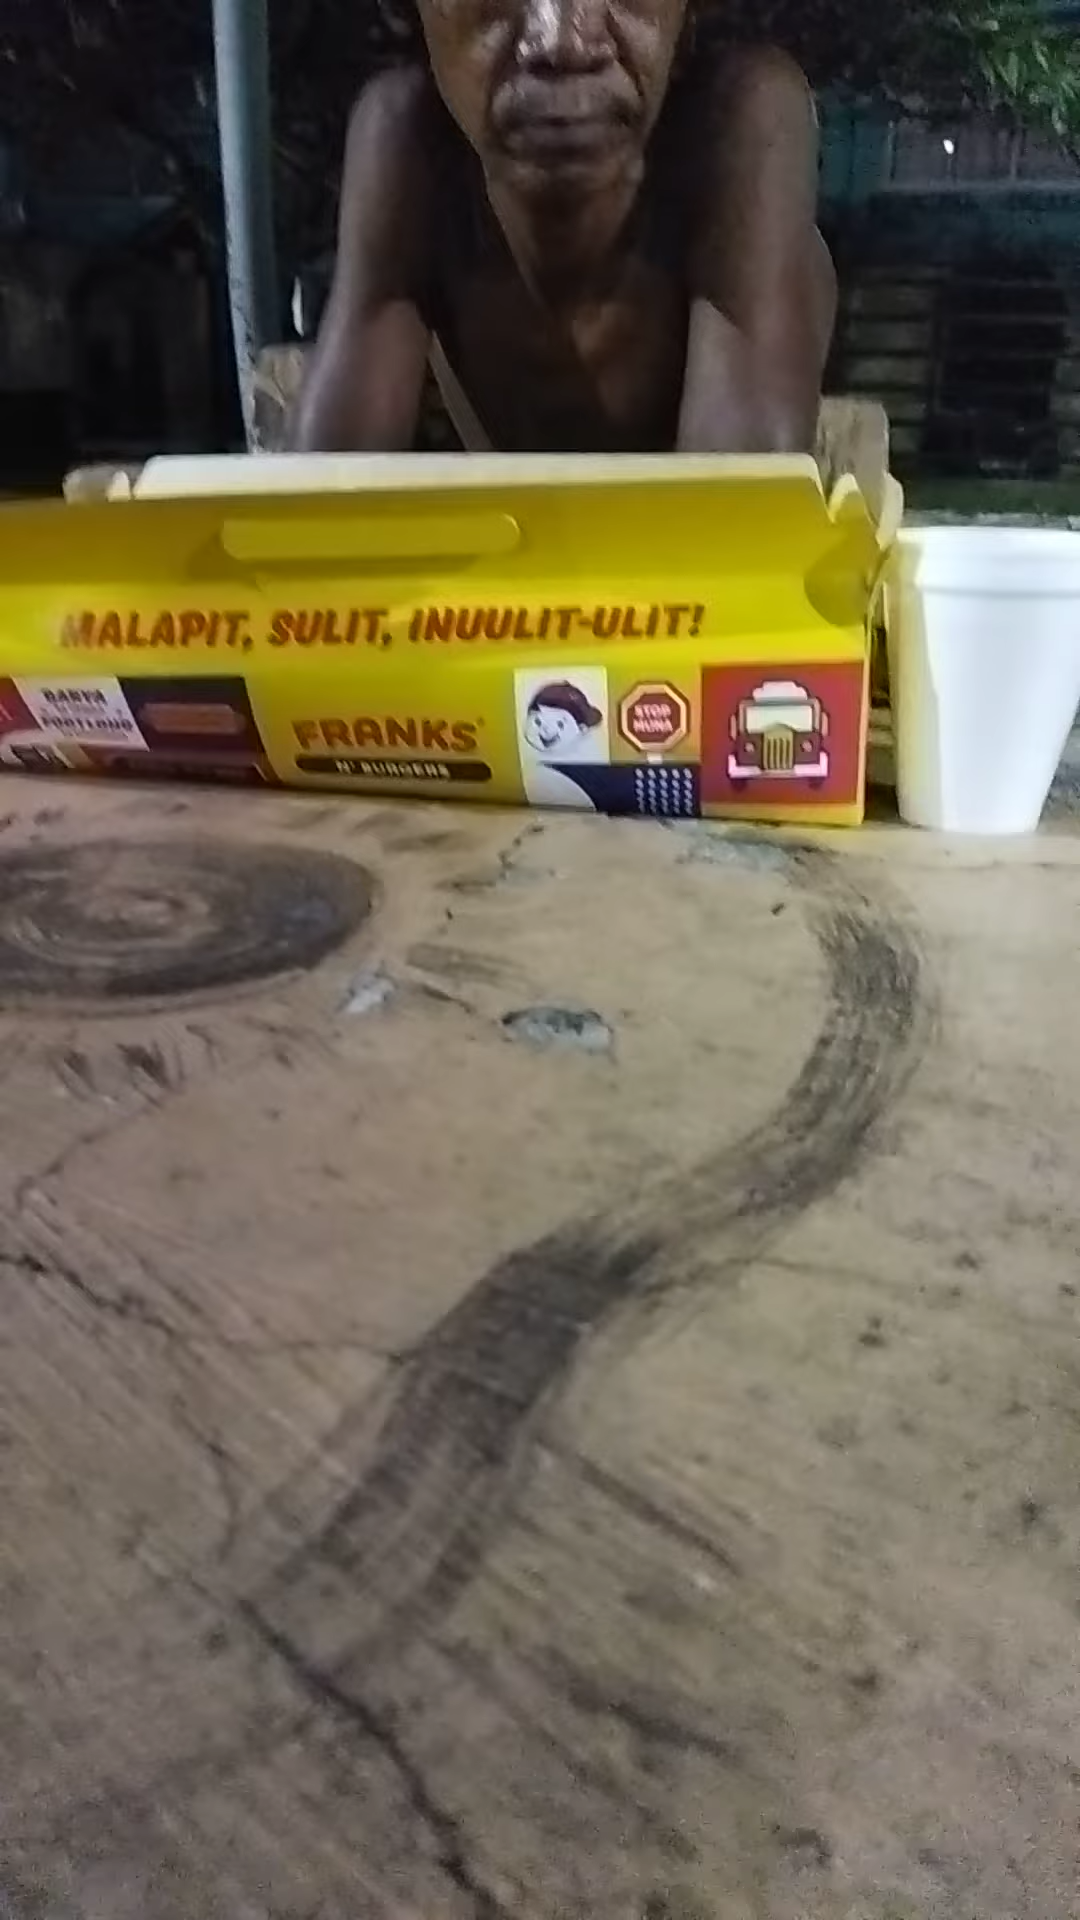 MALAPIT, SULIT, INUULIT-ULIT!
FRANKS'
N' BURGERS
STOP
MUNA